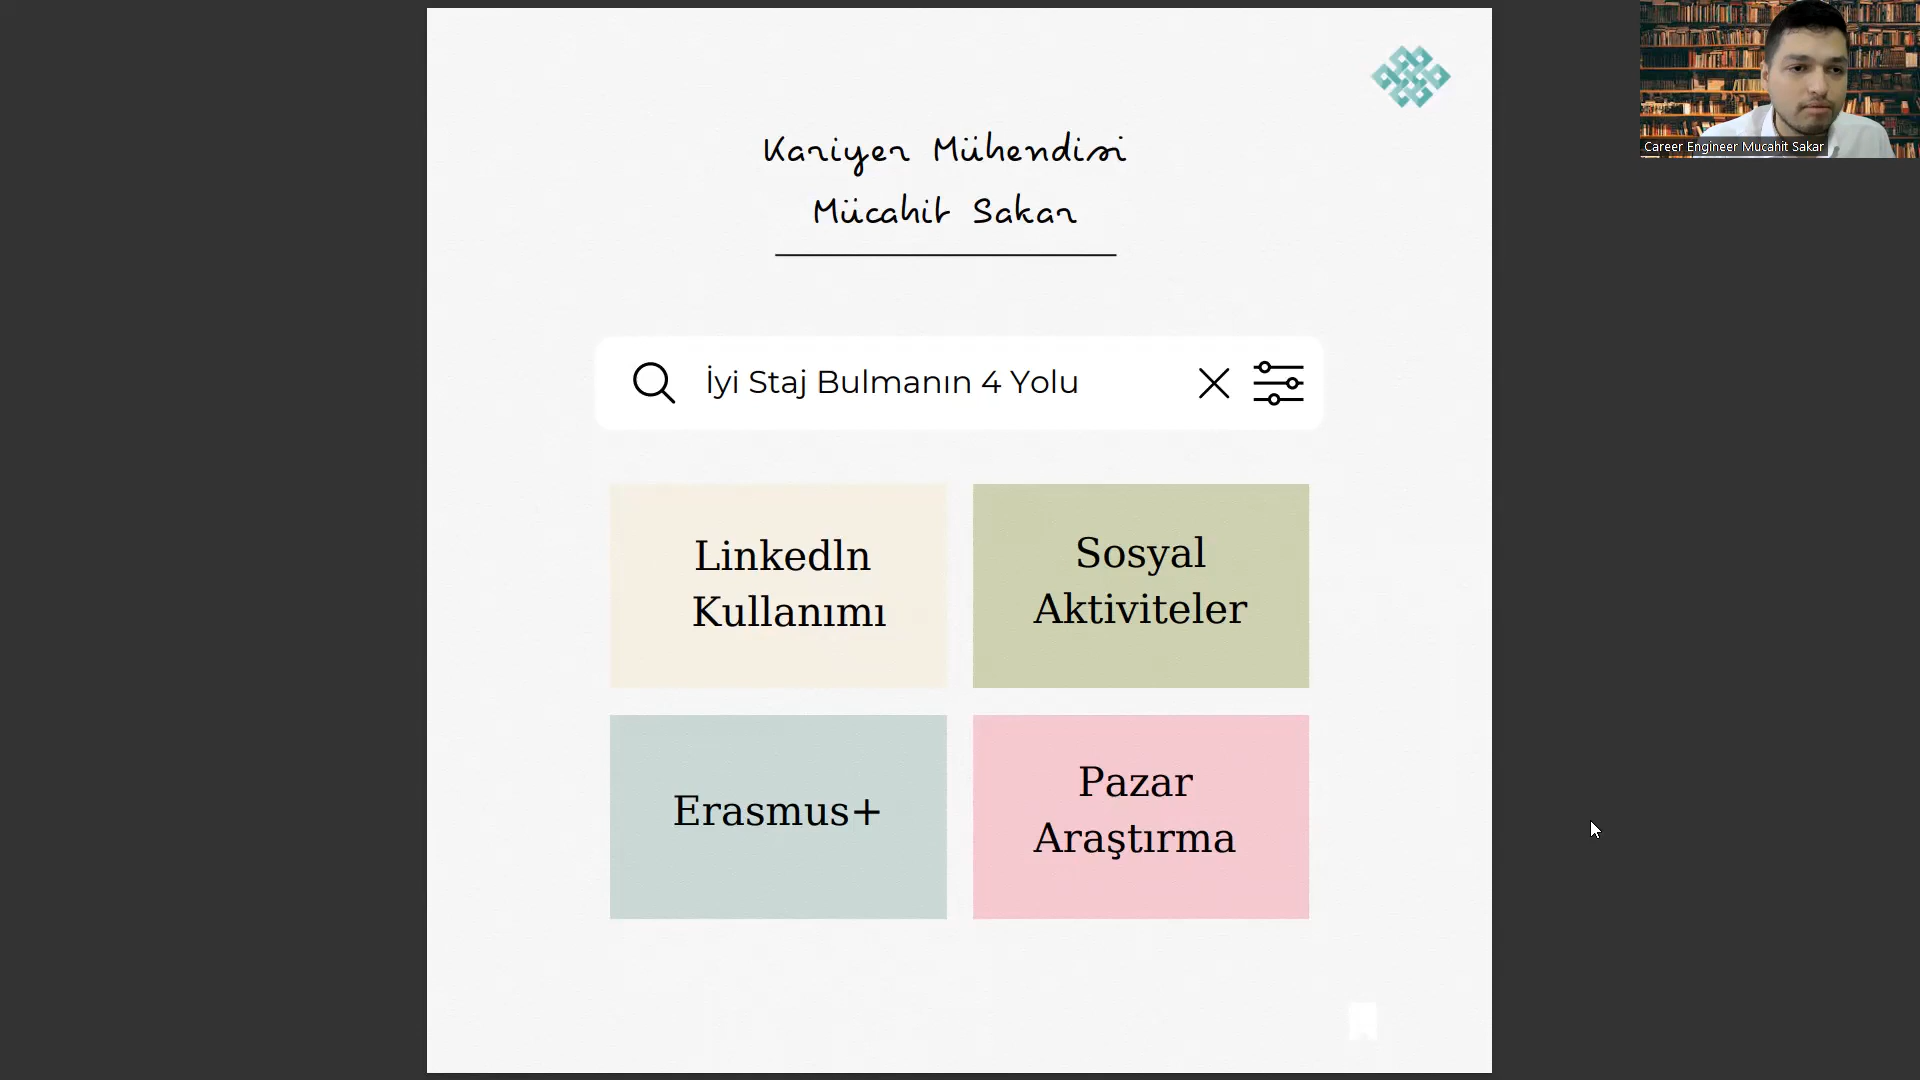 Kariyer Mühendisi
Mücahit Sakar
İyi Staj Bulmanın 4 Yolu
Linkedln
Kullanımı
Sosyal
Aktiviteler
Erasmus+
Pazar
Araştırma
Career Engineer Mucahit Sakar